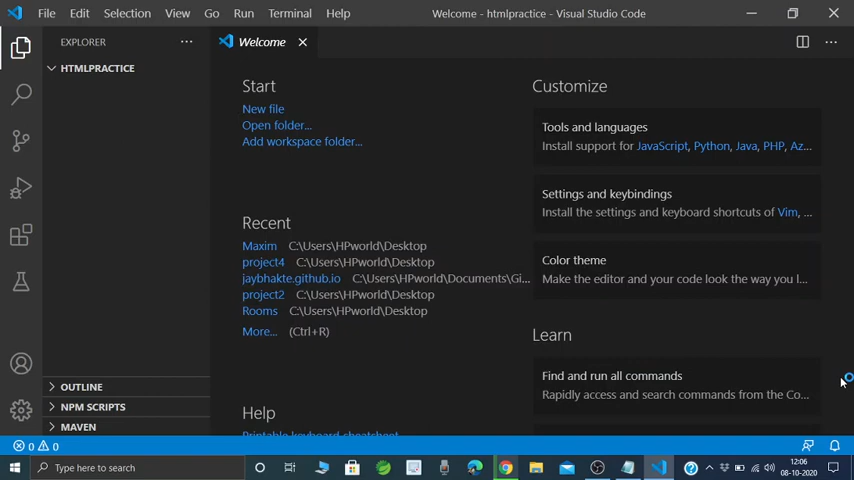 File Edit Selection View Go Run Terminal Help Welcome - htmlpractice - Visual Studio Code
EXPLORER
Welcome
HTMLPRACTICE
Start
New file
Open folder...
Add workspace folder...
Recent
Maxim C:\Users\HPworld\Desktop
project4 C:\Users\HPworld\Desktop
jaybhakte.github.io C:\Users\HPworld\Documents\Gi...
project2 C:\Users\HPworld\Desktop
Rooms C:\Users\HPworld\Desktop
More... (Ctrl+R)
Help
Printable keyboard cheatsheet
Customize
Tools and languages
Install support for JavaScript, Python, Java, PHP, Az...
Settings and keybindings
Install the settings and keyboard shortcuts of Vim, ...
Color theme
Make the editor and your code look the way you l...
Learn
Find and run all commands
Rapidly access and search commands from the Co...
OUTLINE
NPM SCRIPTS
MAVEN
0 0
Type here to search
12:06
08-10-2020